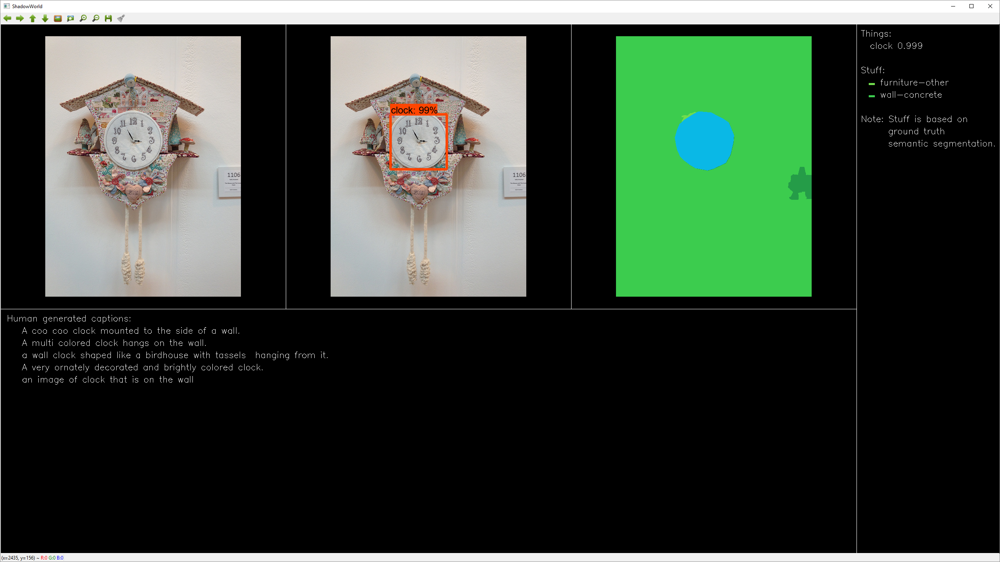 ShadowWorld
12
11
1
10
2
9
3
8
4
7
5
6
2013
1106
clock: 99%
12
11
1
10
2
9
3
8
4
7
5
6
2013
1106
Things:
clock 0.999
Stuff:
furniture-other
wall-concrete
Note: Stuff is based on
ground truth
semantic segmentation.
Human generated captions:
A coo coo clock mounted to the side of a wall.
A multi colored clock hangs on the wall.
a wall clock shaped like a birdhouse with tassels  hanging from it.
A very ornately decorated and brightly colored clock.
an image of clock that is on the wall
(x=2435, y=156) ~ R:0 G:0 B:0